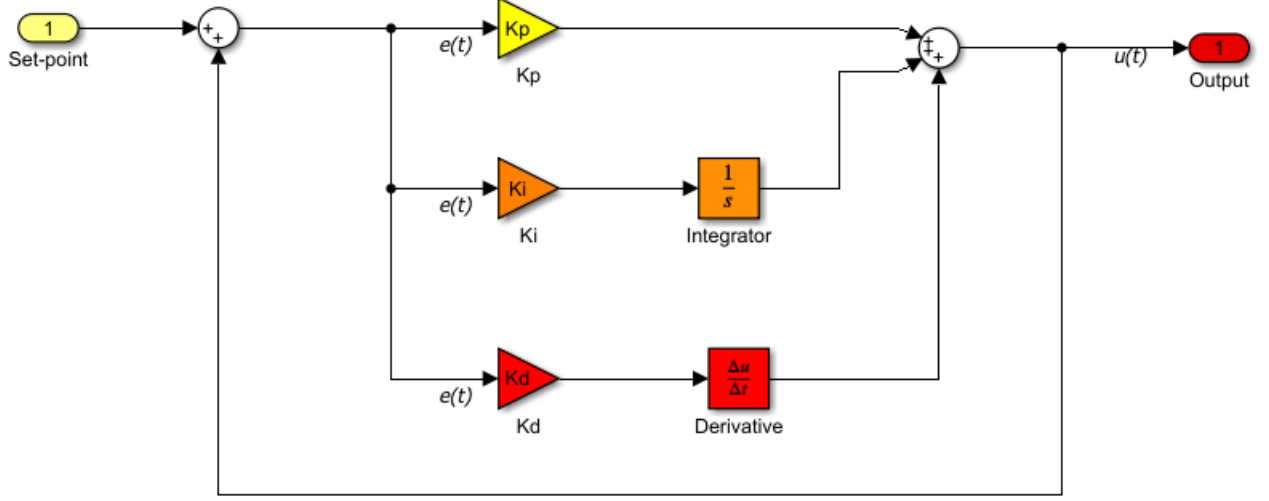 1
Set-point
+
+
e(t)
Kp
Kp
+
+
+
u(t)
1
Output
e(t)
Ki
Ki
1
s
Integrator
e(t)
Kd
Kd
Δu
Δt
Derivative